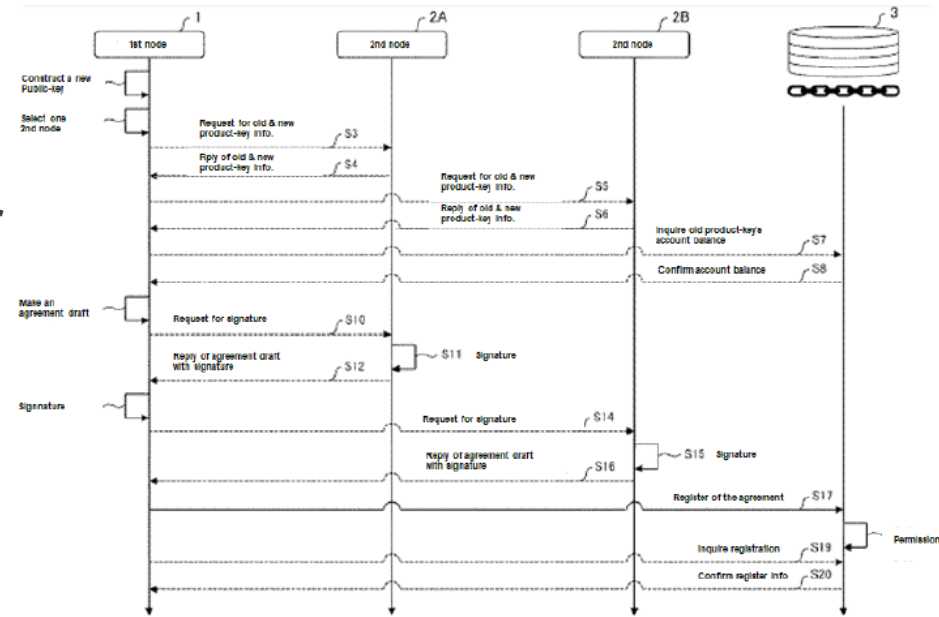 1
2A
2B
3
1st node
2nd node
2nd node
Construct a new
Public-key
Select one
2nd node
Request for old & new
product-key info.
S3
Rply of old & new
product-key info.
S4
Request for old & new
product-key info.
S5
Reply of old & new
product-key info.
S6
Inquire old product-key's
account balance
S7
Confirm account balance
S8
Make an
agreement draft
Request for signature
S10
S11 Signature
Reply of agreement draft
with signature
S12
Signnature
Request for signature
S14
S15 Signature
Reply of agreement draft
with signature
S16
Register of the agreement
S17
Permission
Inquire registration
S19
Confirm register info
S20